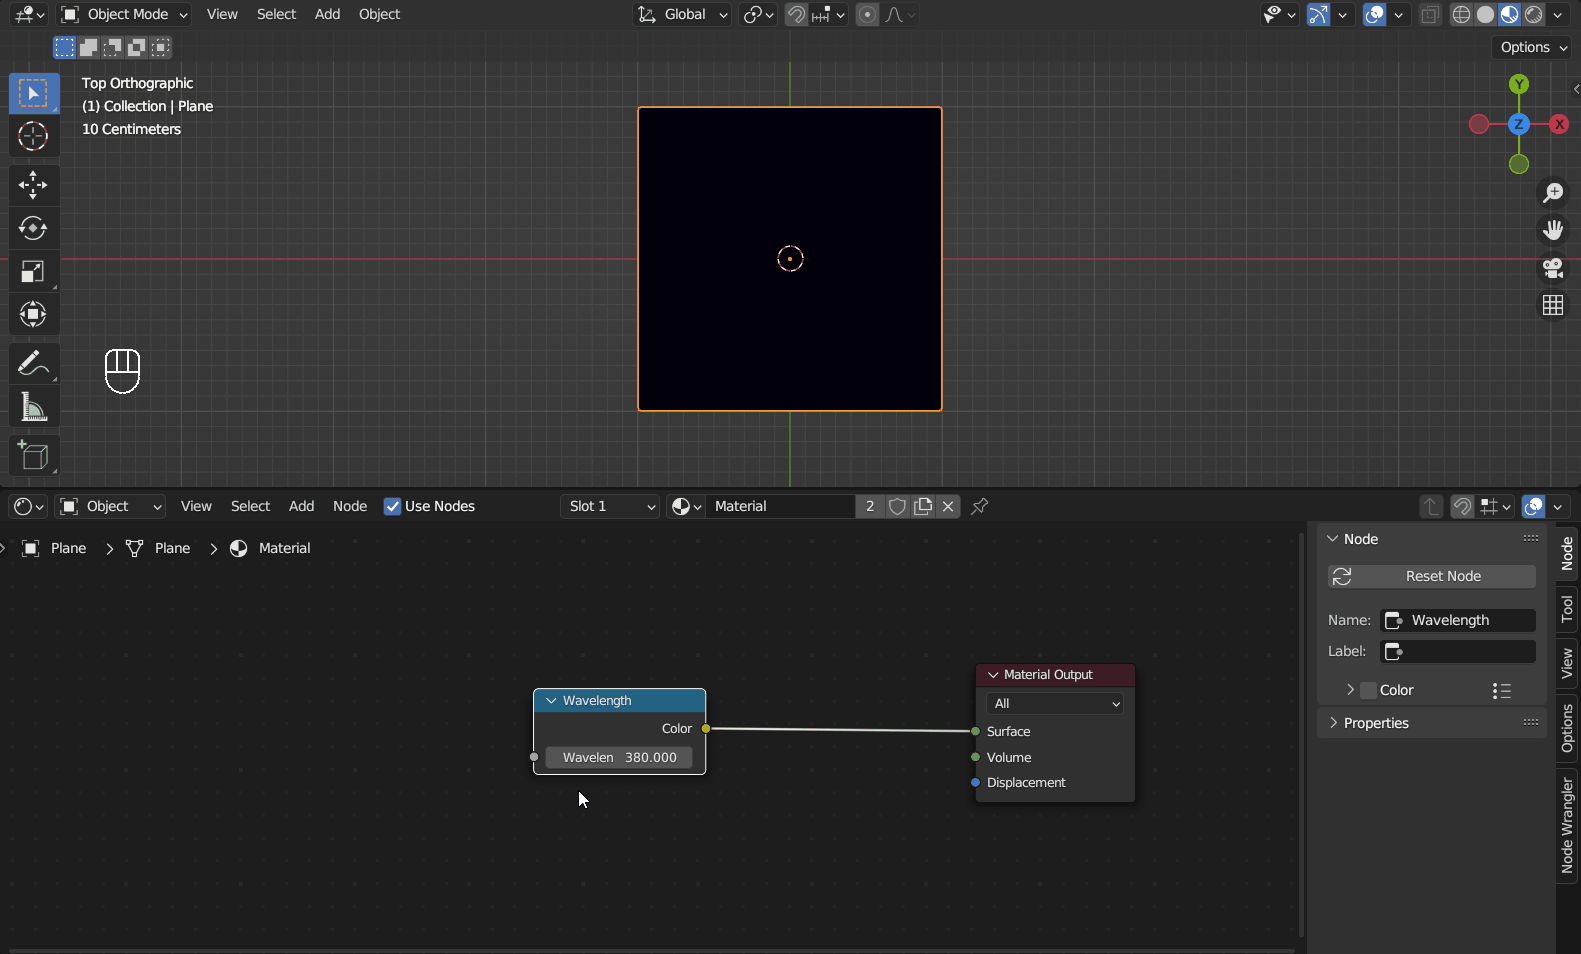 Object Mode View Select Add Object Global
Options
Top Orthographic
(1) Collection | Plane
10 Centimeters
Y
Z X
Object View Select Add Node Use Nodes Slot 1 Material 2
Plane Plane Material
Node
Reset Node
Name: Wavelength
Label:
Color
Properties
Node
Tool
View
Options
Node Wrangler
Wavelength
Color
Wavelen 380.000
Material Output
All
Surface
Volume
Displacement